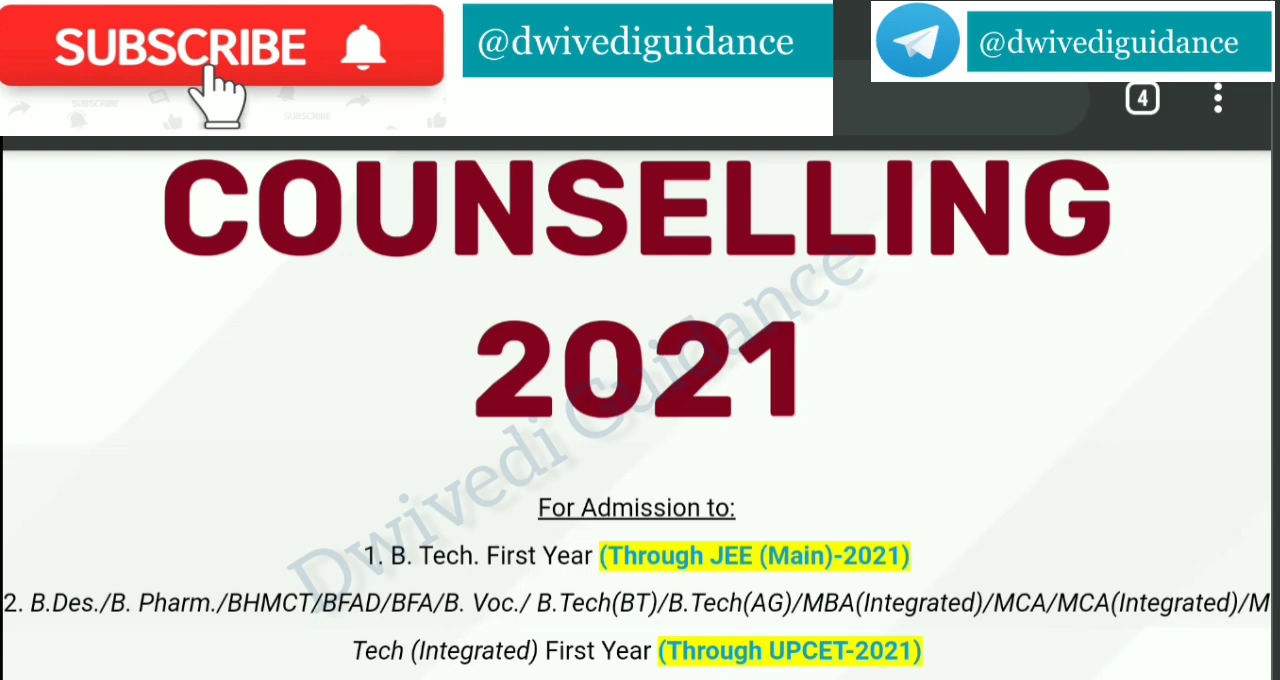 SUBSCRIBE
@dwivediguidance
@dwivediguidance
SUBSCRIBE
SUBSCRIBE
4
COUNSELLING
2021
Dwivedi Guidance
For Admission to:
1. B. Tech. First Year (Through JEE (Main)-2021)
2. B.Des./B. Pharm./BHMCT/BFAD/BFA/B. Voc./ B.Tech(BT)/B.Tech(AG)/MBA(Integrated)/MCA/MCA(Integrated)/M
Tech (Integrated) First Year (Through UPCET-2021)